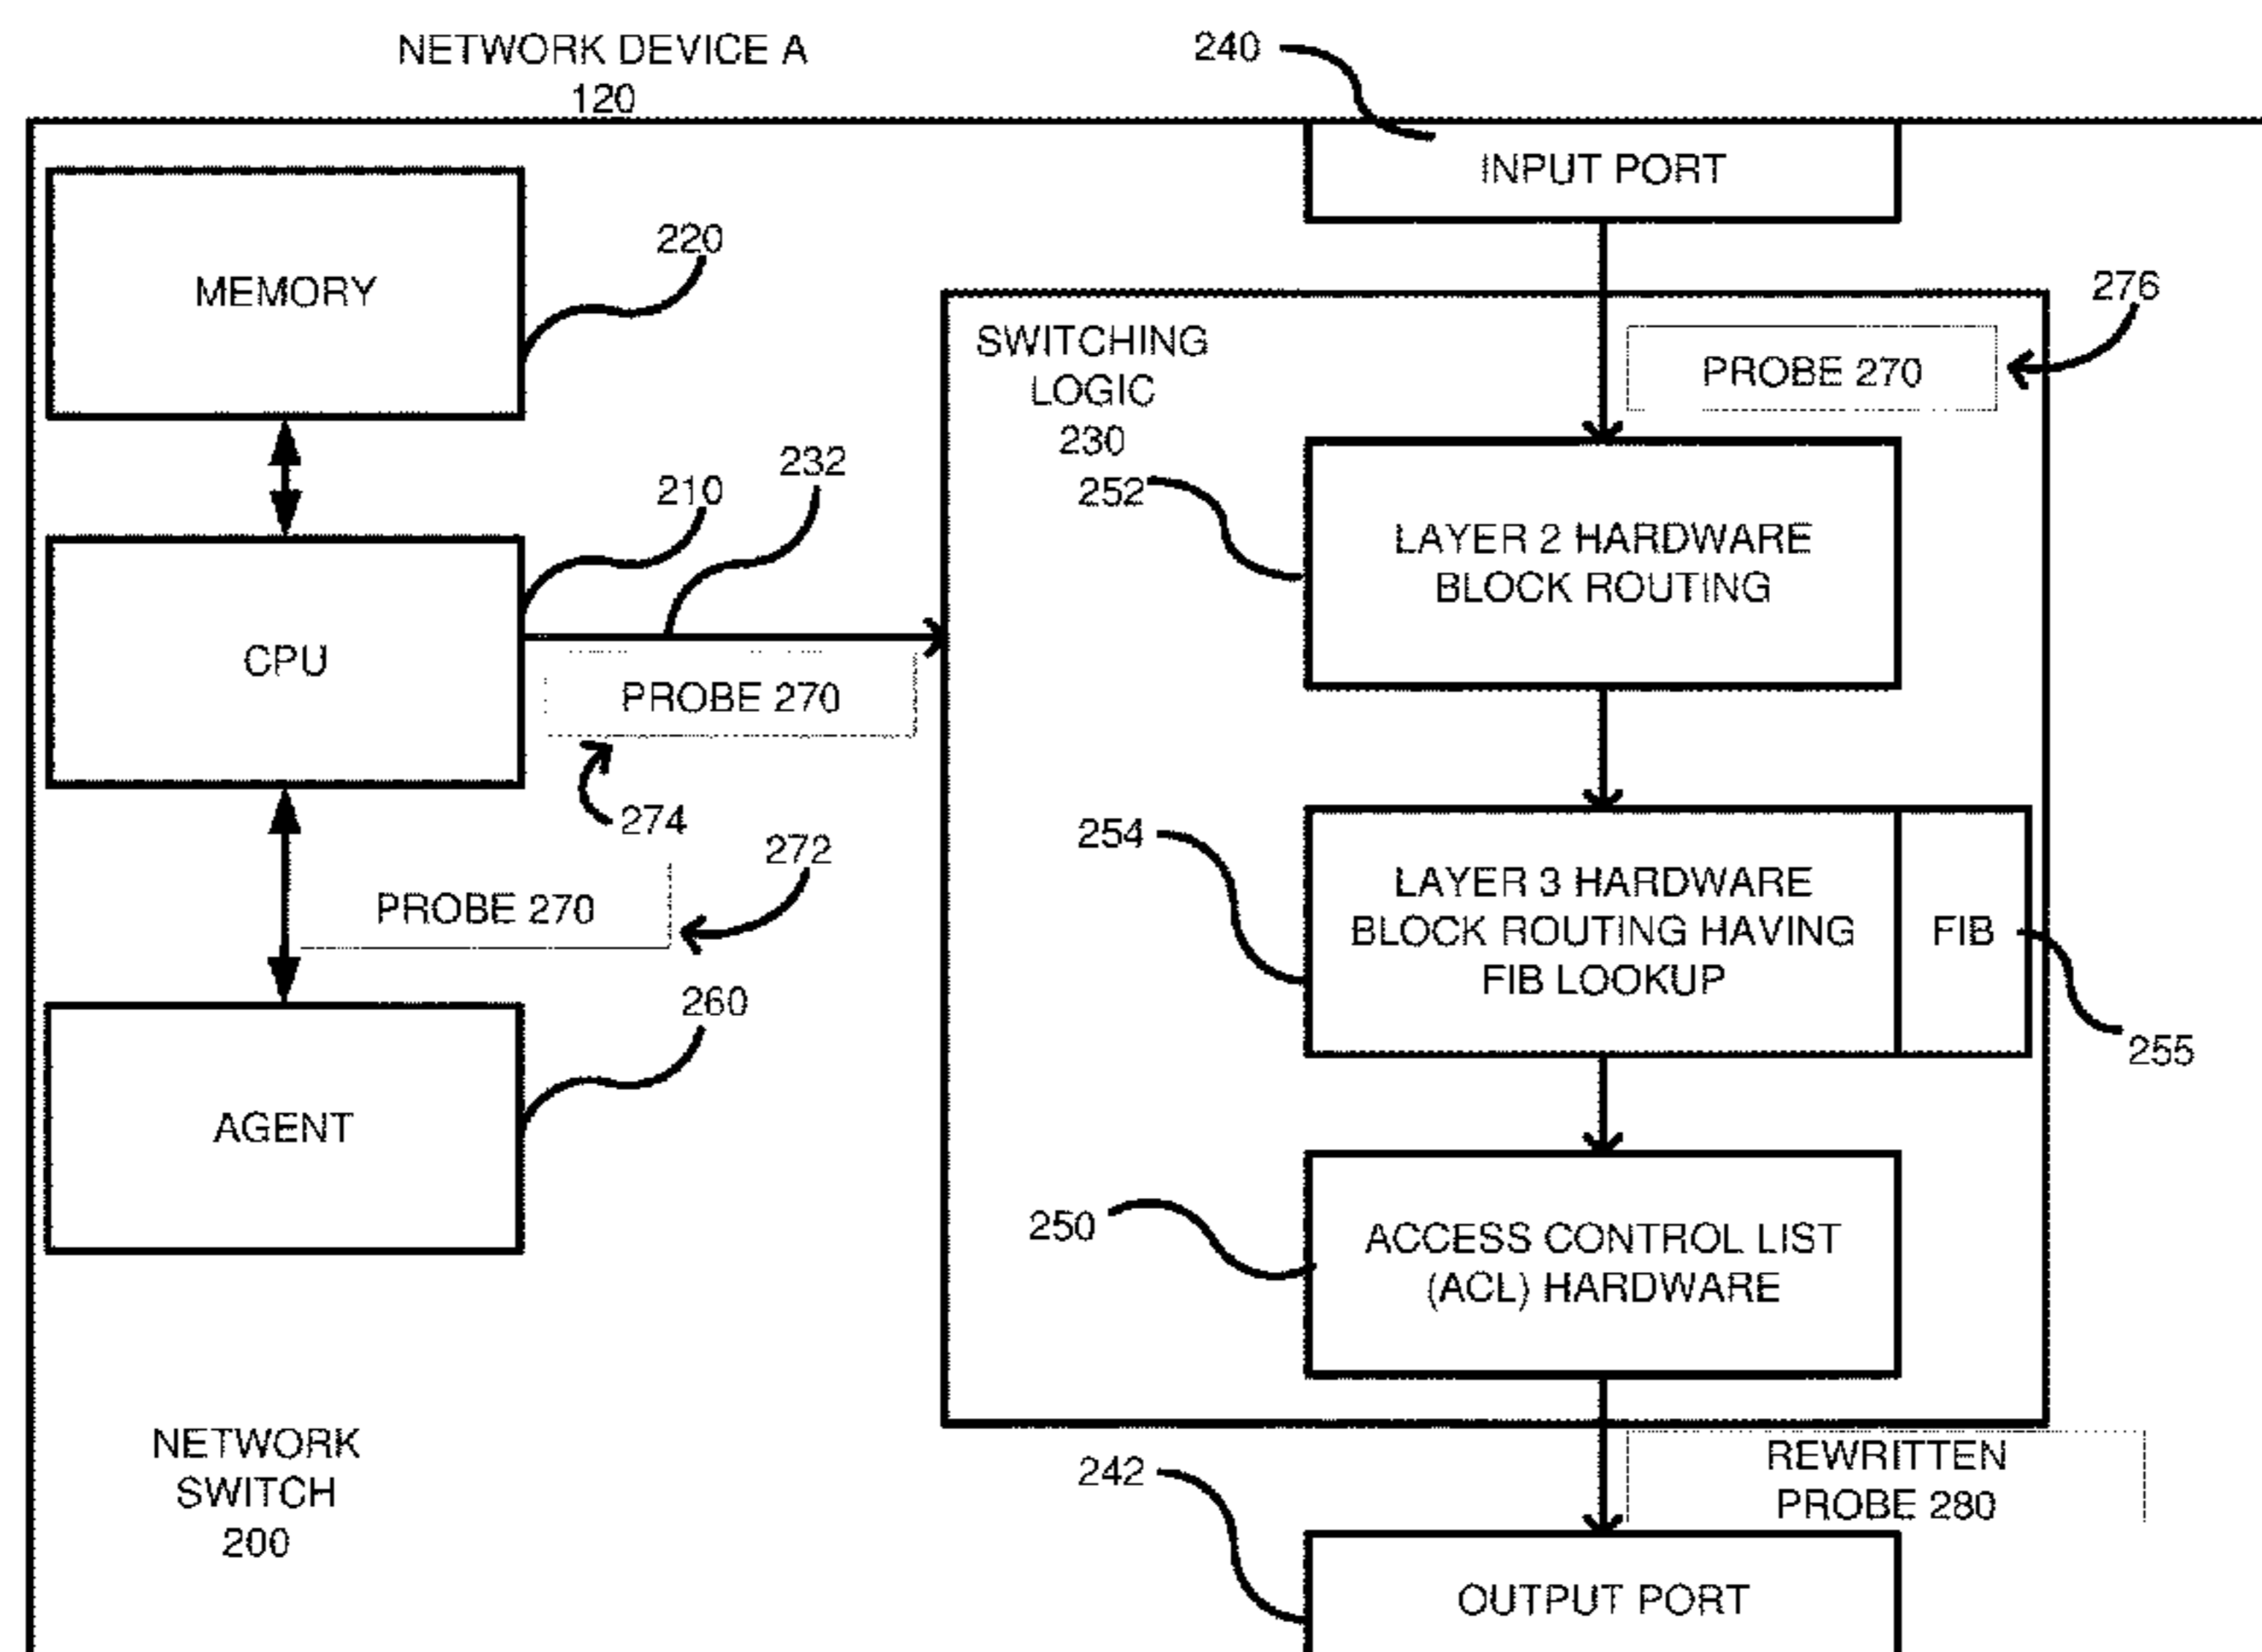 NETWORK DEVICE A
120
240
INPUT PORT
MEMORY
220
276
SWITCHING
LOGIC
230
PROBE 270
232
210
252
LAYER 2 HARDWARE
BLOCK ROUTING
CPU
PROBE 270
274
272
PROBE 270
254
LAYER 3 HARDWARE
BLOCK ROUTING HAVING
FIB LOOKUP
FIB
255
260
AGENT
250
ACCESS CONTROL LIST
(ACL) HARDWARE
NETWORK
SWITCH
200
242
REWRITTEN
PROBE 280
OUTPUT PORT